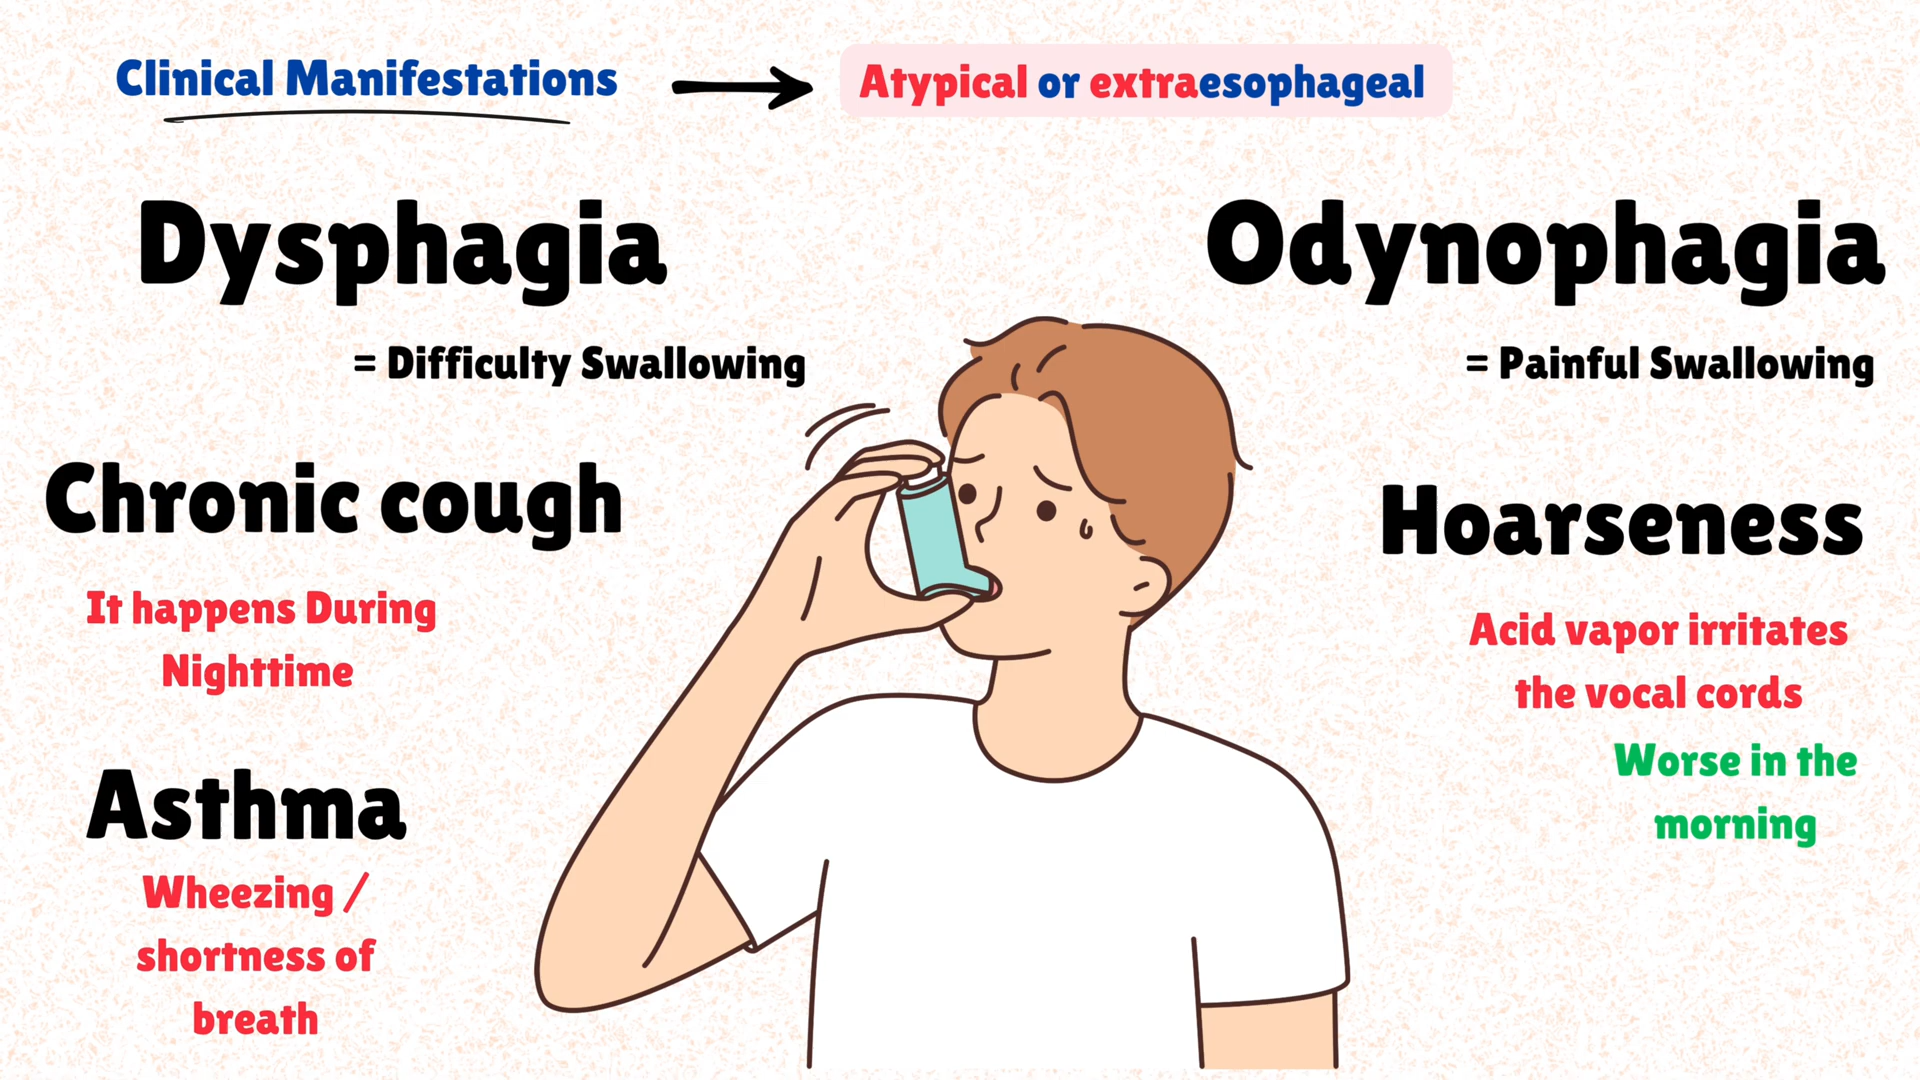 Clinical Manifestations
Atypical or extraesophageal
Dysphagia
= Difficulty Swallowing
Odynophagia
= Painful Swallowing
Chronic cough
It happens During
Nighttime
Hoarseness
Acid vapor irritates
the vocal cords
Worse in the
morning
Asthma
Wheezing /
shortness of
breath